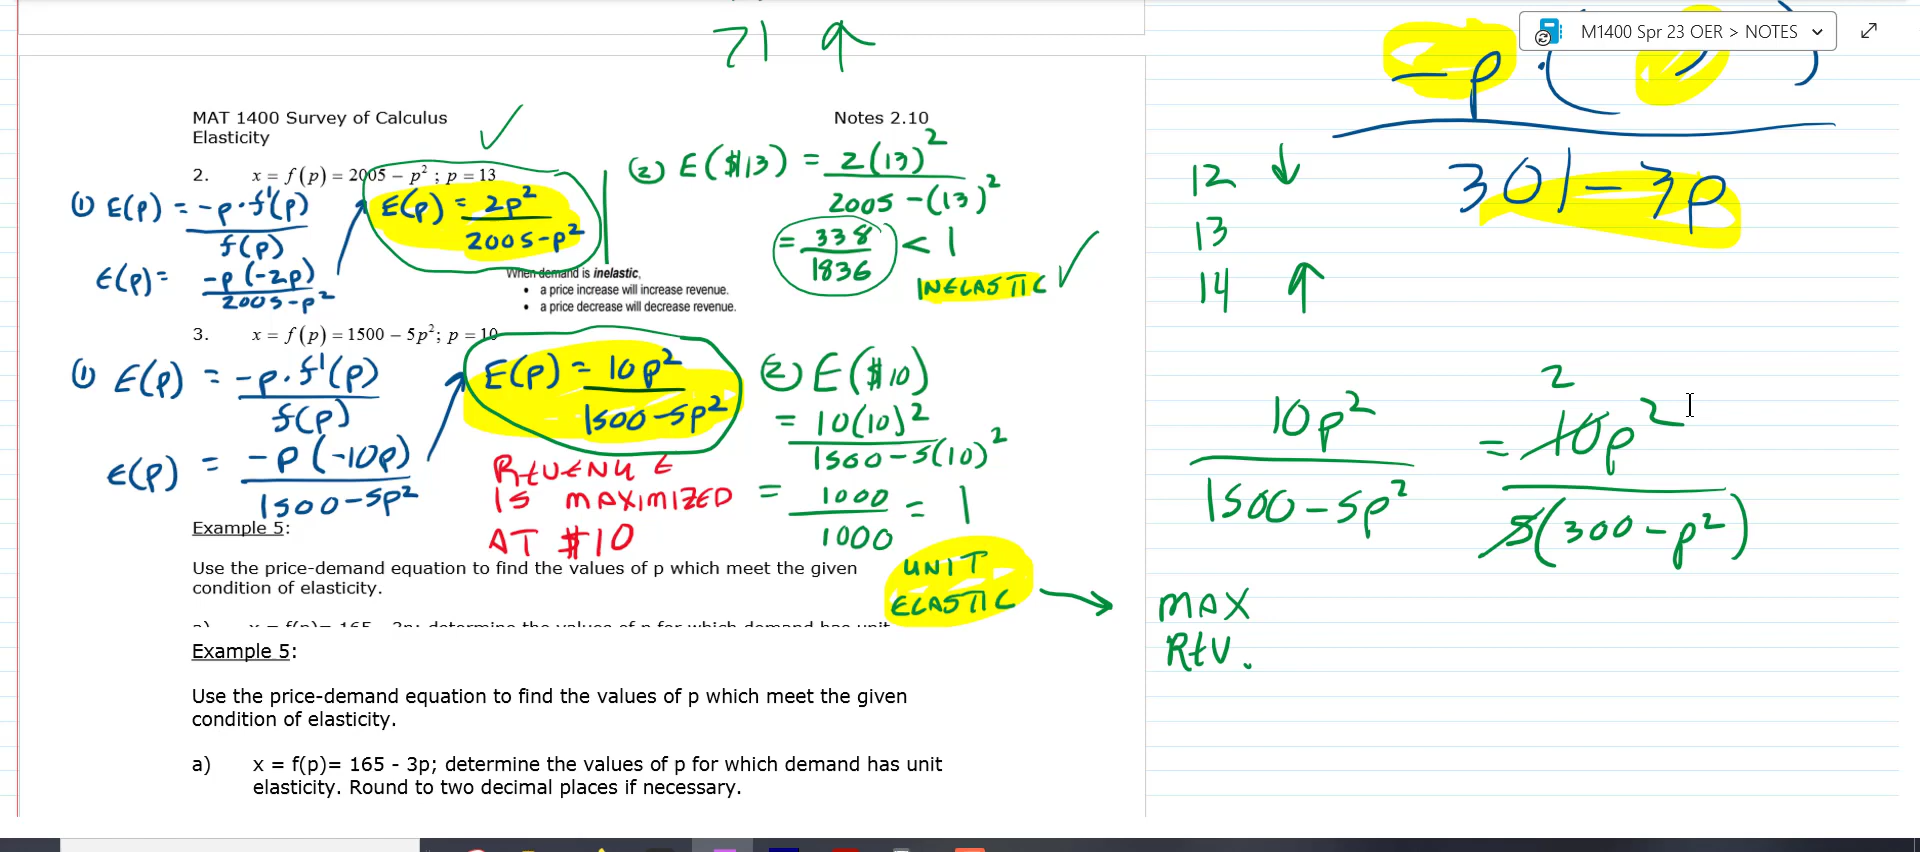 71 ↑
M1400 Spr 23 OER > NOTES
MAT 1400 Survey of Calculus
Elasticity
Notes 2.10
✓
2. x = f(p) = 2005 − p² ; p = 13
① E(p) = -p·f'(p) / f(p)
E(p) = -p(-2p) / 2005-p²
E(p) = 2p² / 2005-p²
② E($13) = 2(13)² / 2005-(13)²
= 338 / 1836 < 1
INELASTIC ✓
When demand is inelastic,
• a price increase will increase revenue.
• a price decrease will decrease revenue.
3. x = f(p) = 1500 − 5p²; p = 10
① E(p) = -p·f'(p) / f(p)
E(p) = -p(-10p) / 1500-5p²
E(p) = 10p² / 1500-5p²
② E($10)
= 10(10)² / 1500-5(10)²
= 1000 / 1000 = 1
UNIT
ELASTIC →
REVENUE
IS MAXIMIZED
AT $10
Example 5:
Use the price-demand equation to find the values of p which meet the given
condition of elasticity.
Example 5:
Use the price-demand equation to find the values of p which meet the given
condition of elasticity.
a) x = f(p)= 165 - 3p; determine the values of p for which demand has unit
elasticity. Round to two decimal places if necessary.
-p·( ) / 301-3p
12 ↓
13
14 ↑
10p² / 1500-5p² = 2 10p² / 5(300-p²)
MAX
REV.